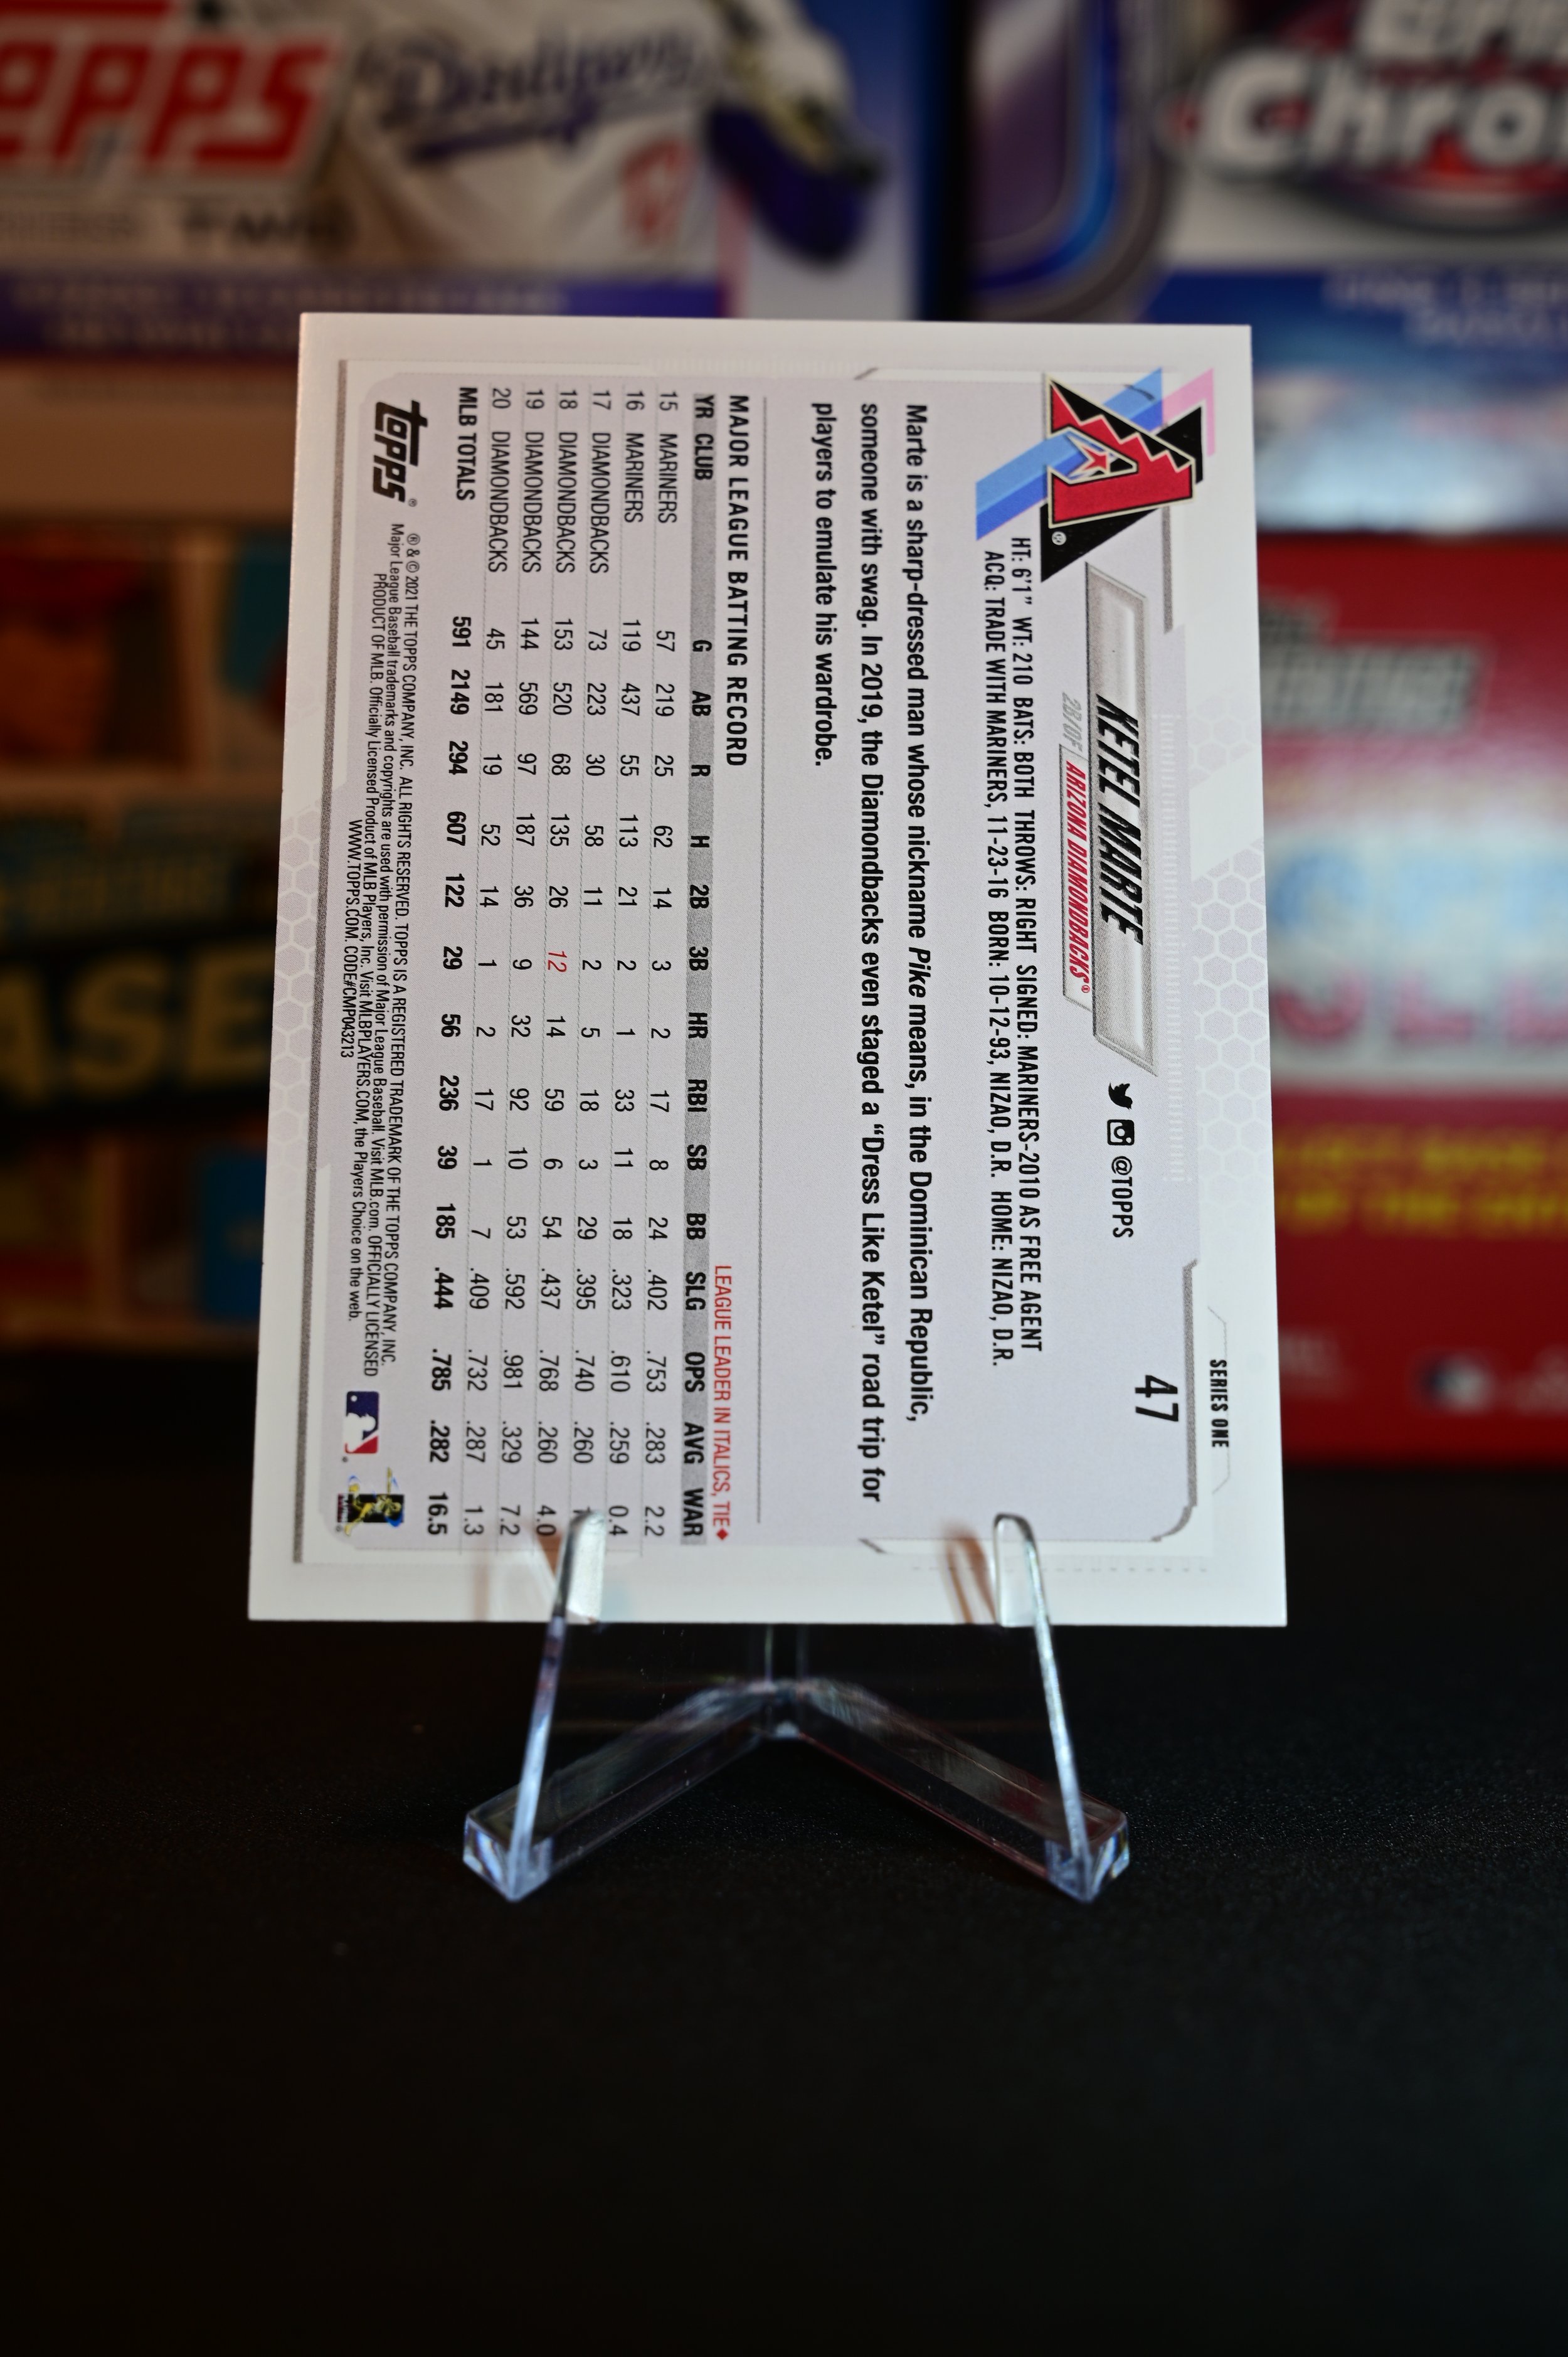 TOPPS
Dodgers
Chro
SERIES ONE
47
KETEL MARTE
@TOPPS
2B/OF ARIZONA DIAMONDBACKS®
HT: 6'1" WT: 210 BATS: BOTH THROWS: RIGHT SIGNED: MARINERS-2010 AS FREE AGENT
ACQ: TRADE WITH MARINERS, 11-23-16 BORN: 10-12-93, NIZAO, D.R. HOME: NIZAO, D.R.
Marte is a sharp-dressed man whose nickname Pike means, in the Dominican Republic,
someone with swag. In 2019, the Diamondbacks even staged a “Dress Like Ketel” road trip for
players to emulate his wardrobe.
MAJOR LEAGUE BATTING RECORD
LEAGUE LEADER IN ITALICS, TIE♦
YR CLUB G AB R H 2B 3B HR RBI SB BB SLG OPS AVG WAR
15 MARINERS 57 219 25 62 14 3 2 17 8 24 .402 .753 .283 2.2
16 MARINERS 119 437 55 113 21 2 1 33 11 18 .323 .610 .259 0.4
17 DIAMONDBACKS 73 223 30 58 11 2 5 18 3 29 .395 .740 .260
18 DIAMONDBACKS 153 520 68 135 26 12 14 59 6 54 .437 .768 .260 4.0
19 DIAMONDBACKS 144 569 97 187 36 9 32 92 10 53 .592 .981 .329 7.2
20 DIAMONDBACKS 45 181 19 52 14 1 2 17 1 7 .409 .732 .287 1.3
MLB TOTALS 591 2149 294 607 122 29 56 236 39 185 .444 .785 .282 16.5
topps®
® & © 2021 THE TOPPS COMPANY, INC. ALL RIGHTS RESERVED. TOPPS IS A REGISTERED TRADEMARK OF THE TOPPS COMPANY, INC.
Major League Baseball trademarks and copyrights are used with permission of Major League Baseball. Visit MLB.com. OFFICIALLY LICENSED
PRODUCT OF MLB. Officially Licensed Product of MLB Players, Inc. Visit MLBPLAYERS.com, the Players Choice on the web.
WWW.TOPPS.COM. CODE#CMP043213
ASE